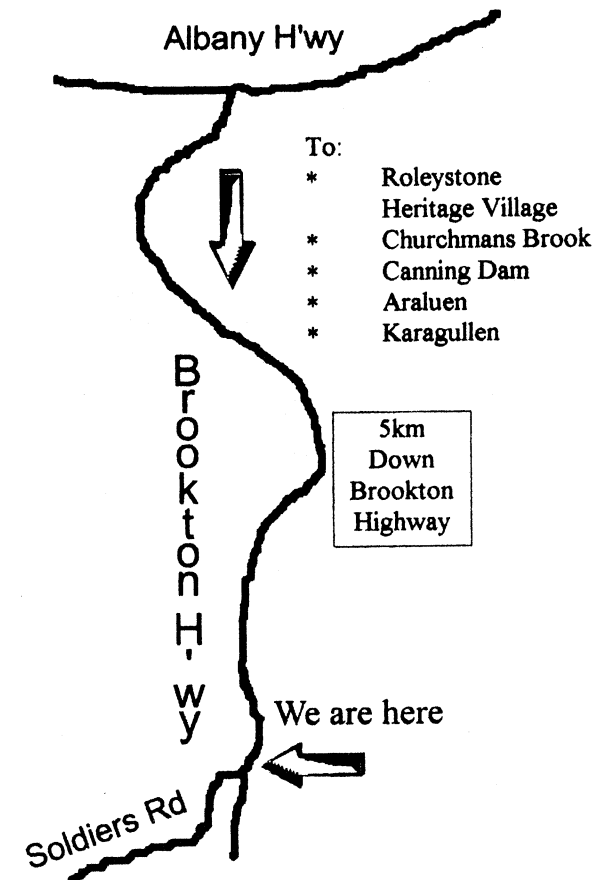 Albany H'wy
To:
* Roleystone
Heritage Village
* Churchmans Brook
* Canning Dam
* Araluen
* Karagullen
Brookton H'wy
5km
Down
Brookton
Highway
We are here
Soldiers Rd